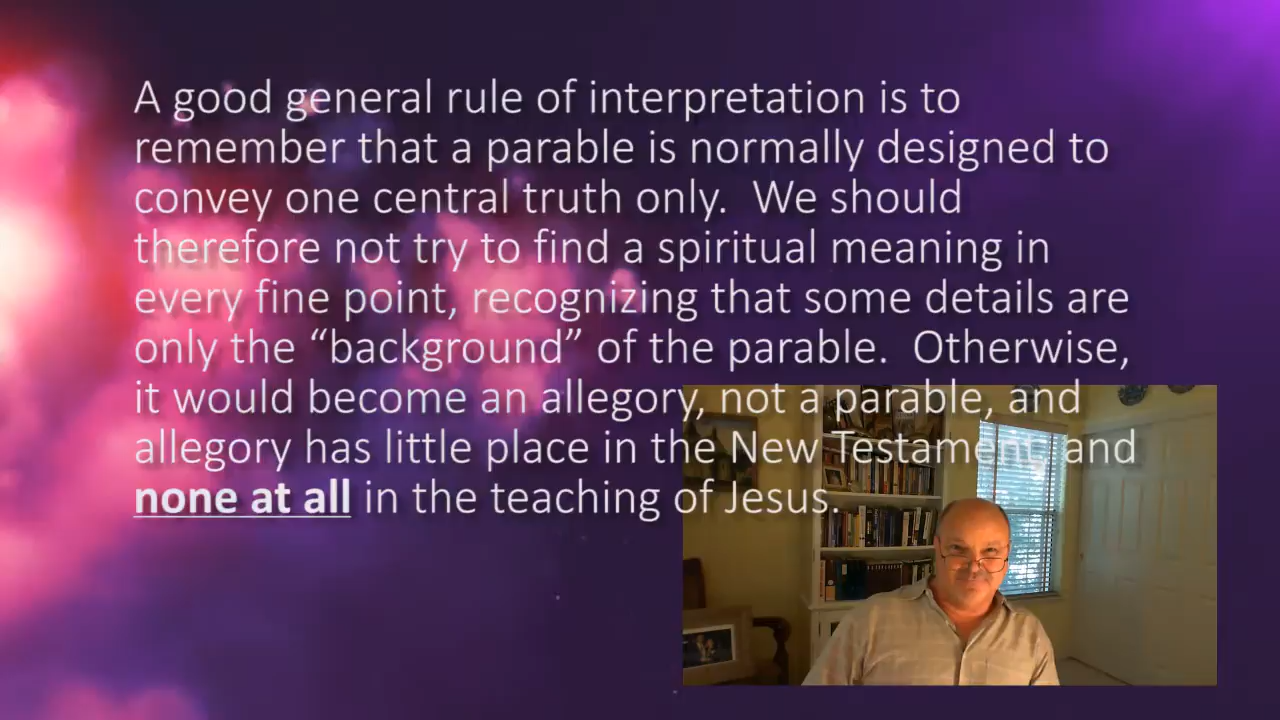 A good general rule of interpretation is to
remember that a parable is normally designed to
convey one central truth only.  We should
therefore not try to find a spiritual meaning in
every fine point, recognizing that some details are
only the “background” of the parable.  Otherwise,
it would become an allegory, not a parable, and
allegory has little place in the New Testament, and
none at all in the teaching of Jesus.